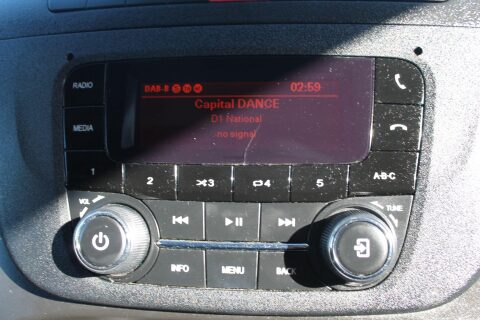 RADIO
DAB-B 02:59
Capital DANCE
D1 National
no signal
MEDIA
1 2 3 4 5 A-B-C
VOL TUNE
INFO MENU BACK